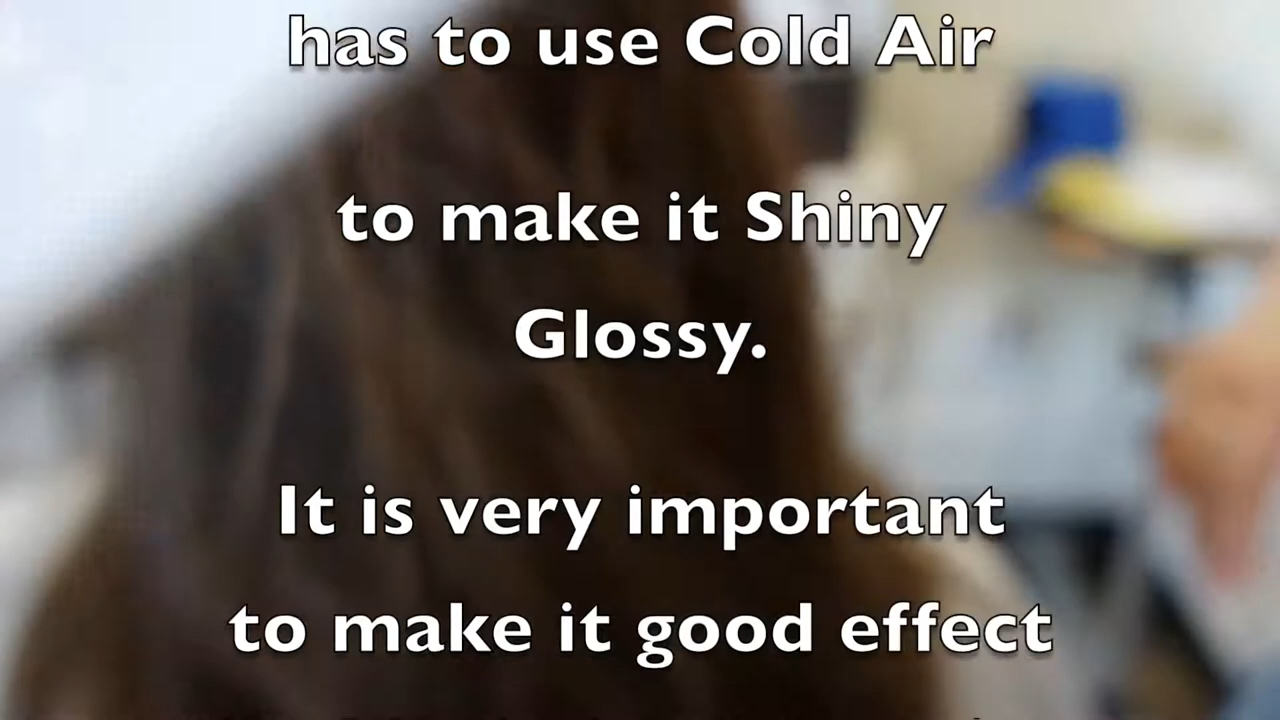 has to use Cold Air
to make it Shiny
Glossy.
It is very important
to make it good effect